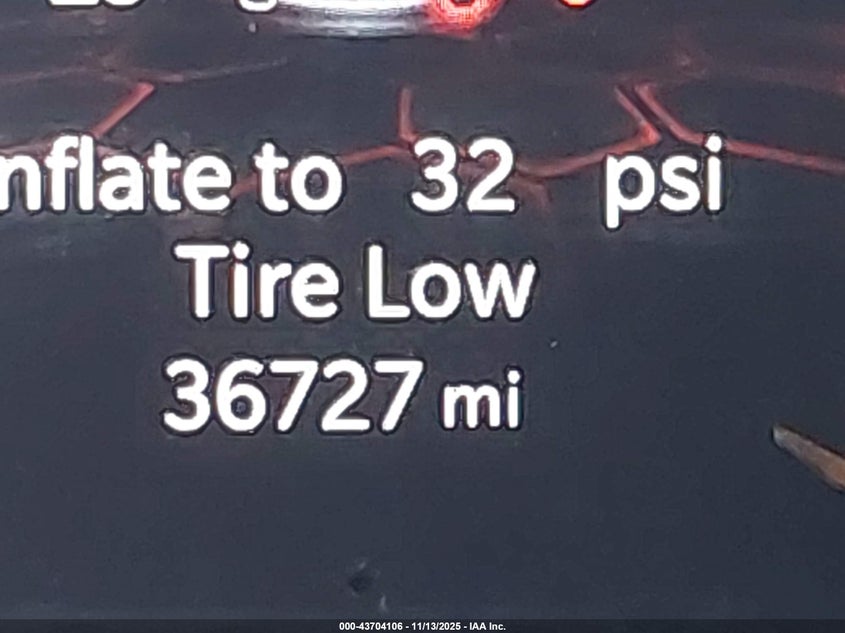 nflate to 32 psi
Tire Low
36727 mi
000-43704106 - 11/13/2025 - IAA Inc.